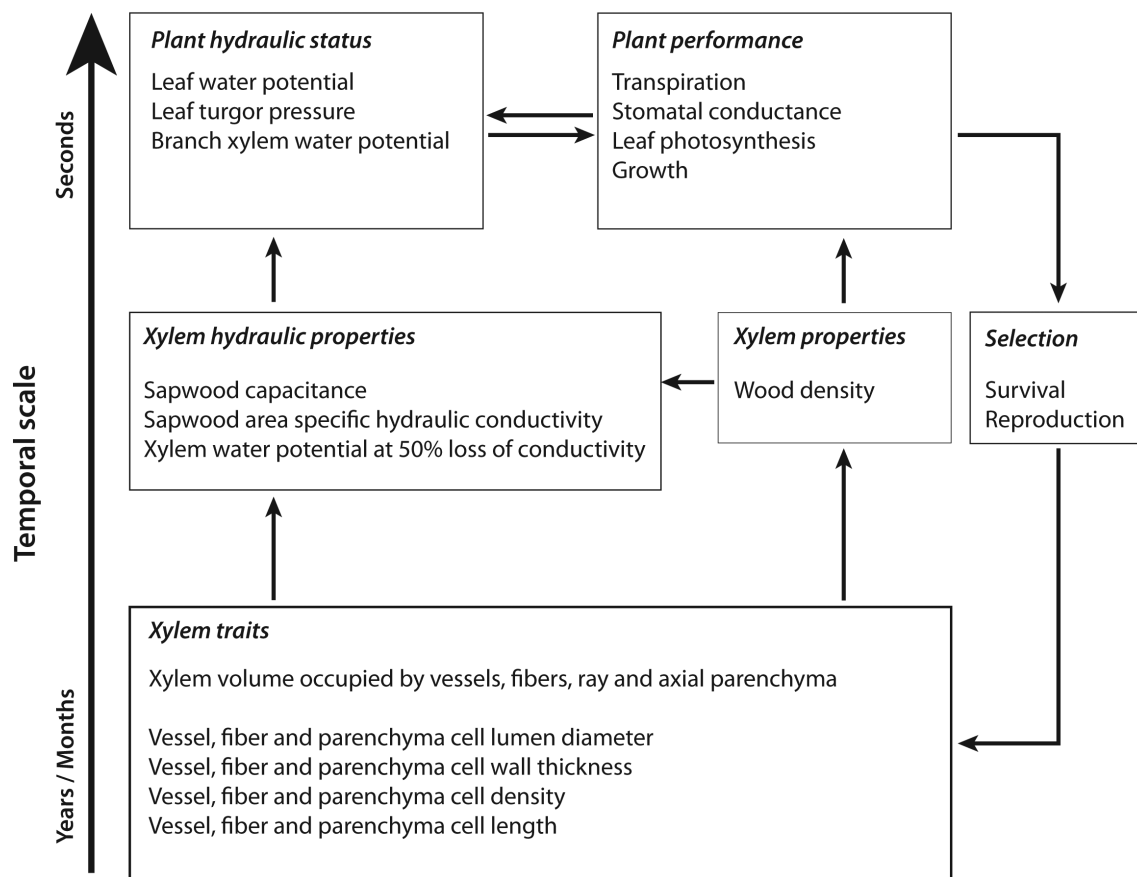 Plant hydraulic status
Leaf water potential
Leaf turgor pressure
Branch xylem water potential
Plant performance
Transpiration
Stomatal conductance
Leaf photosynthesis
Growth
Seconds
Xylem hydraulic properties
Sapwood capacitance
Sapwood area specific hydraulic conductivity
Xylem water potential at 50% loss of conductivity
Xylem properties
Wood density
Selection
Survival
Reproduction
Temporal scale
Xylem traits
Xylem volume occupied by vessels, fibers, ray and axial parenchyma
Vessel, fiber and parenchyma cell lumen diameter
Vessel, fiber and parenchyma cell wall thickness
Vessel, fiber and parenchyma cell density
Vessel, fiber and parenchyma cell length
Years / Months